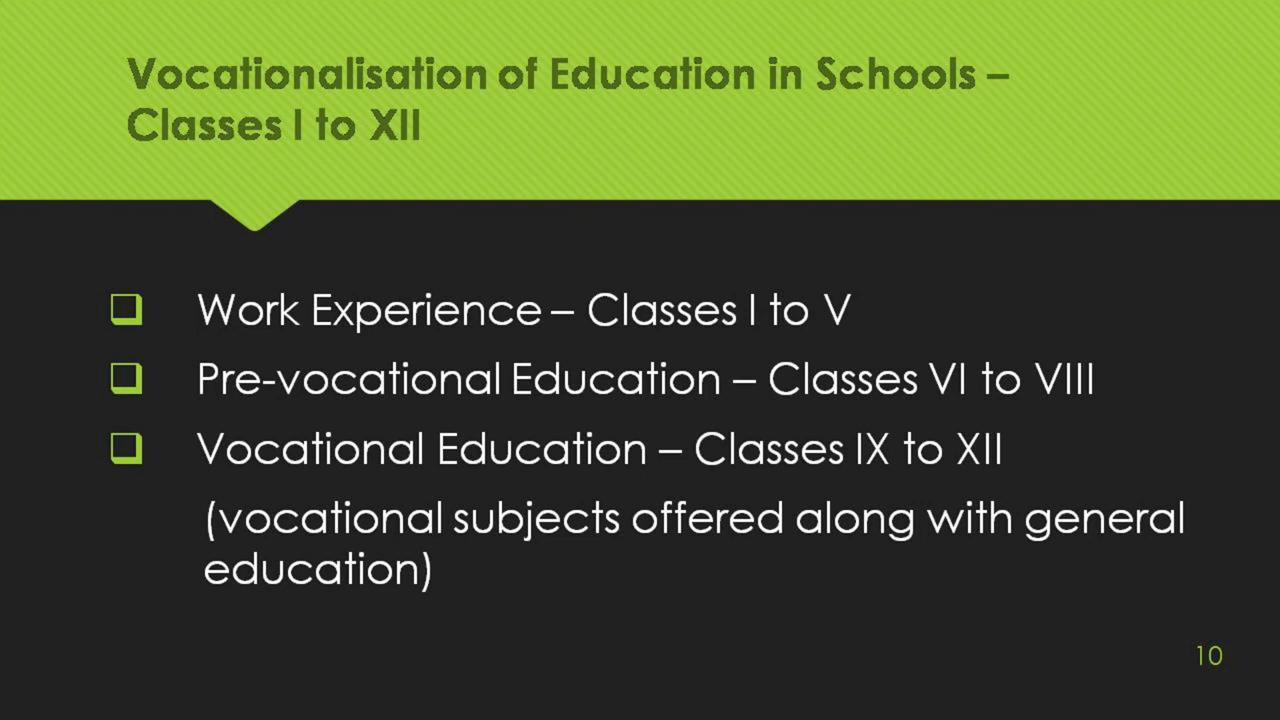 Vocationalisation of Education in Schools –
Classes I to XII
Work Experience – Classes I to V
Pre-vocational Education – Classes VI to VIII
Vocational Education – Classes IX to XII
(vocational subjects offered along with general
education)
10